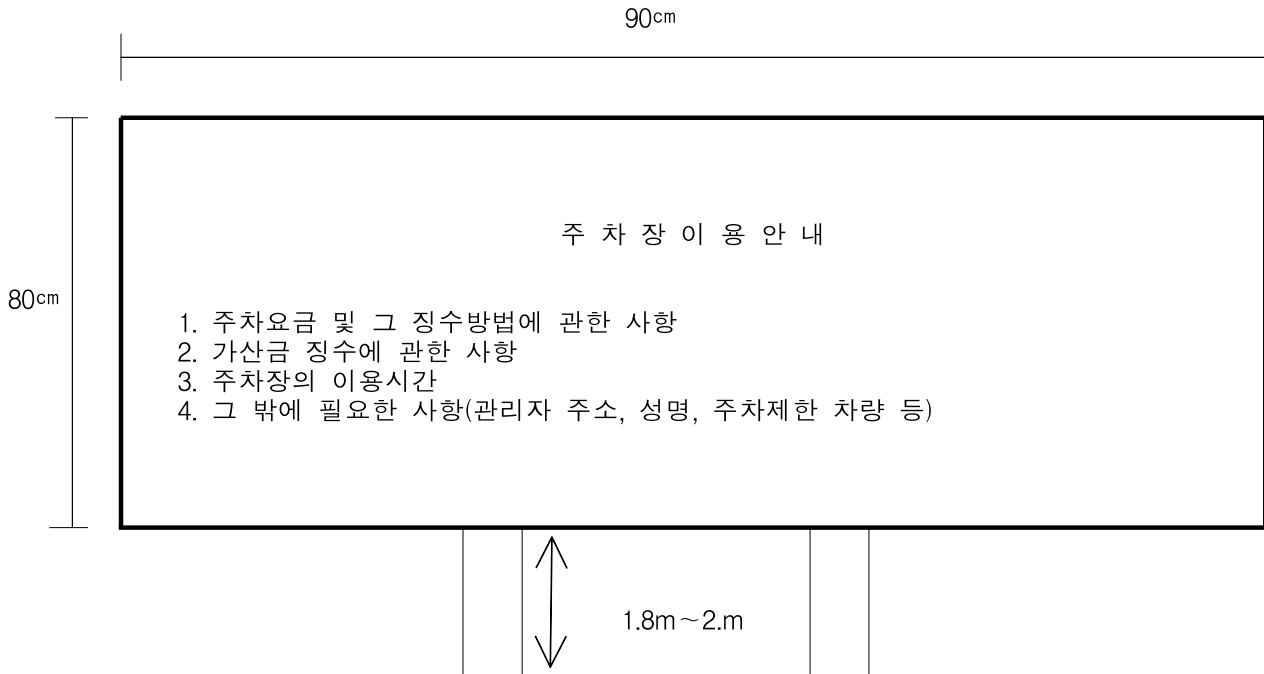 90cm
주 차 장 이 용 안 내
80cm
1. 주차요금 및 그 징수방법에 관한 사항
2. 가산금 징수에 관한 사항
3. 주차장의 이용시간
4. 그 밖에 필요한 사항(관리자 주소, 성명, 주차제한 차량 등)
1.8m～2.m